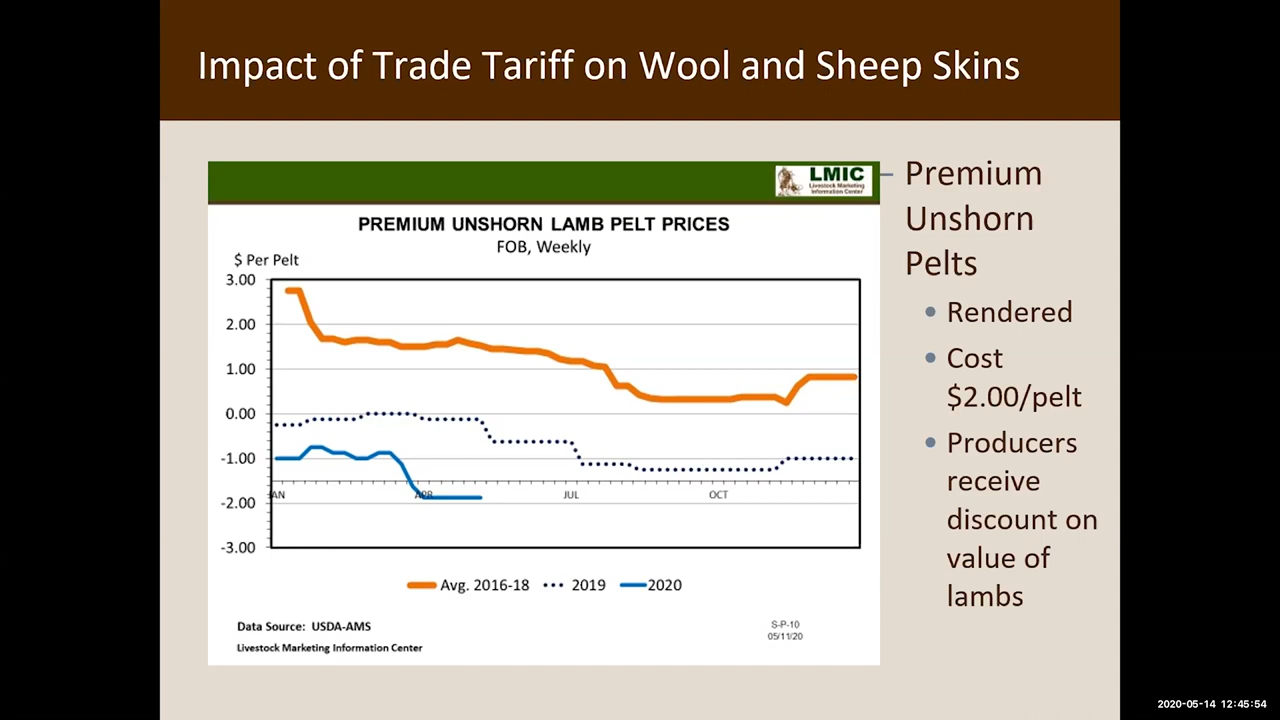 Impact of Trade Tariff on Wool and Sheep Skins
LMIC
Livestock Marketing
Information Center
PREMIUM UNSHORN LAMB PELT PRICES
FOB, Weekly
$ Per Pelt
3.00
2.00
1.00
0.00
-1.00
-2.00
-3.00
JAN
APR
JUL
OCT
Avg. 2016-18
2019
2020
Data Source: USDA-AMS
Livestock Marketing Information Center
S-P-10
05/11/20
– Premium
Unshorn
Pelts
• Rendered
• Cost
$2.00/pelt
• Producers
receive
discount on
value of
lambs
2020-05-14 12:45:54